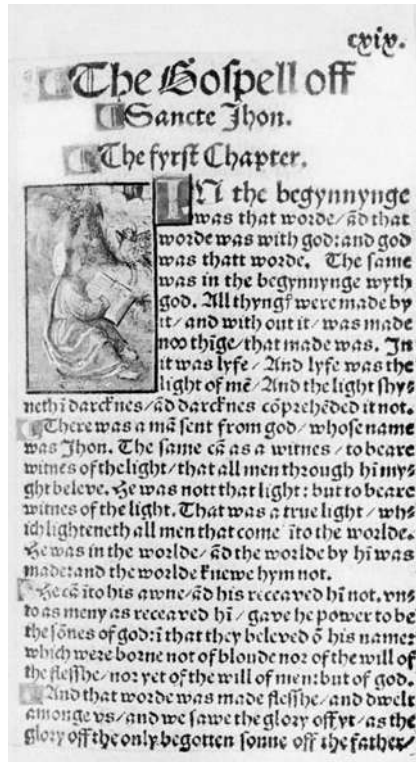 cxix.
¶The Goſpell off
¶Sancte Jhon.
¶The fyrſt Chapter.
IN the begynnynge
was that worde/ ād that
worde was with god: and god
was thatt worde. The ſame
was in the begynnynge wyth
god. All thyngꝭ were made by
it/ and with out it/ was made
noo thīge/ that made was. In
it was lyfe/ And lyfe was the
light of mē/ And the light ſhy⸗
neth ī darcknes/ ād darcknes cōprehēded it not.
¶There was a mā ſent from god/ whoſe name
was Jhon. The ſame cā as a witnes/ to beare
witnes of the light/ that all men through hī my⸗
ght beleve. He was nott that light: but to beare
witnes of the light. That was a true light/ wh⸗
ich lighteneth all men that come īto the worlde.
He was in the worlde/ ād the worlde by hī was
made: and the worlde knewe hym not.
¶He cā īto his awne/ ād his receaved hī not. vn⸗
to as meny as receaved hī/ gave he power to be
the ſōnes of god: ī that they beleved ō his name:
which were borne not of bloude nor of the will of
the fleſſhe/ nor yet of the will of men: but of god.
¶And that worde was made fleſſhe/ and dwelt
amonge vs/ and we ſawe the glory off yt/ as the
glory off the only begotten ſonne off the father/